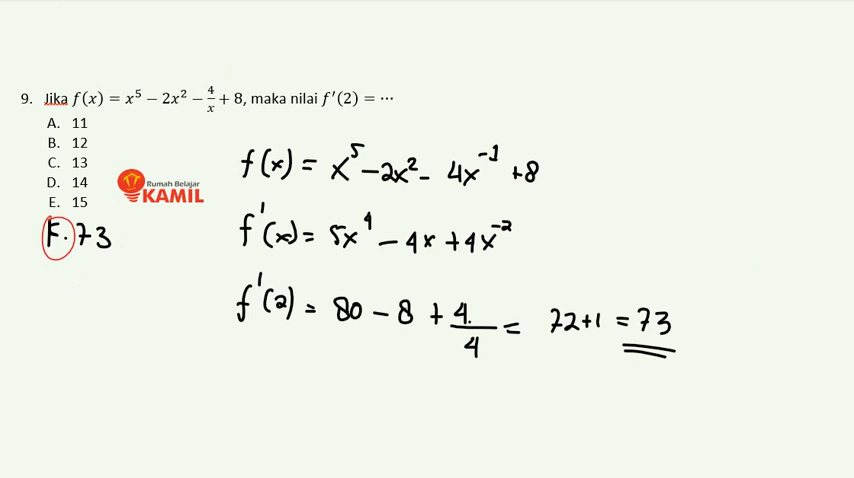 9. Jika f(x) = x⁵ − 2x² − 4/x + 8, maka nilai f′(2) = ⋯
A. 11
B. 12
C. 13
D. 14
E. 15
F. 73
Rumah Belajar
KAMIL
f(x) = x⁵ − 2x² − 4x⁻¹ + 8
f′(x) = 5x⁴ − 4x + 4x⁻²
f′(2) = 80 − 8 + 4/4 = 72+1 = 73